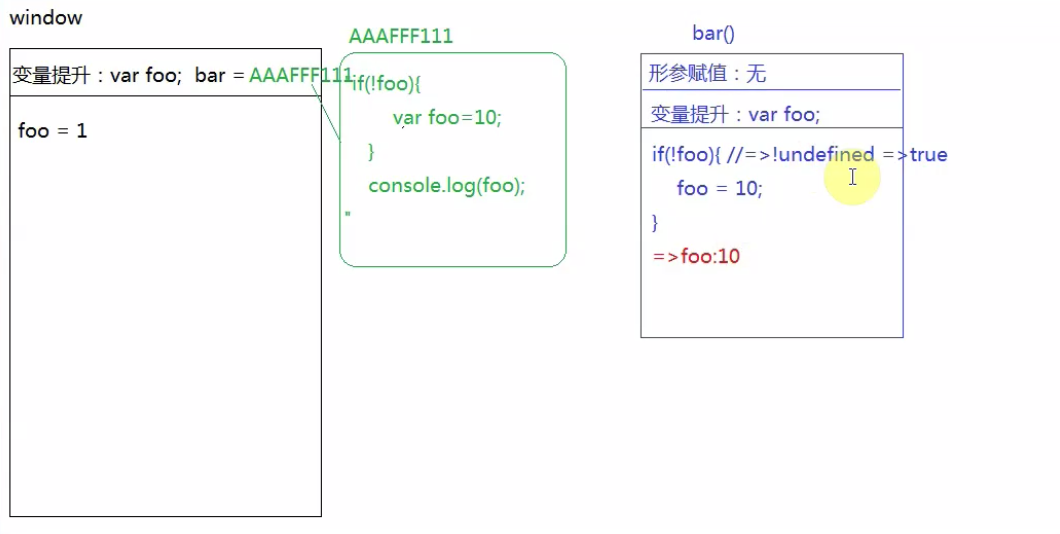 window
变量提升：var foo;  bar = AAAFFF111
foo = 1
AAAFFF111
if(!foo){
var foo=10;
}
console.log(foo);
"
bar()
形参赋值：无
变量提升：var foo;
if(!foo){ //=>!undefined =>true
foo = 10;
}
=>foo:10